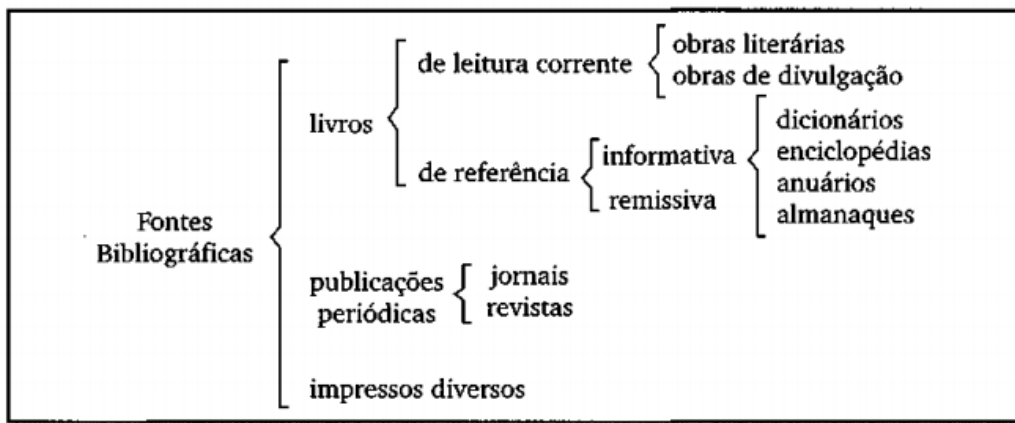 Fontes
Bibliográficas
livros
de leitura corrente
obras literárias
obras de divulgação
de referência
informativa
dicionários
enciclopédias
anuários
almanaques
remissiva
publicações
periódicas
jornais
revistas
impressos diversos